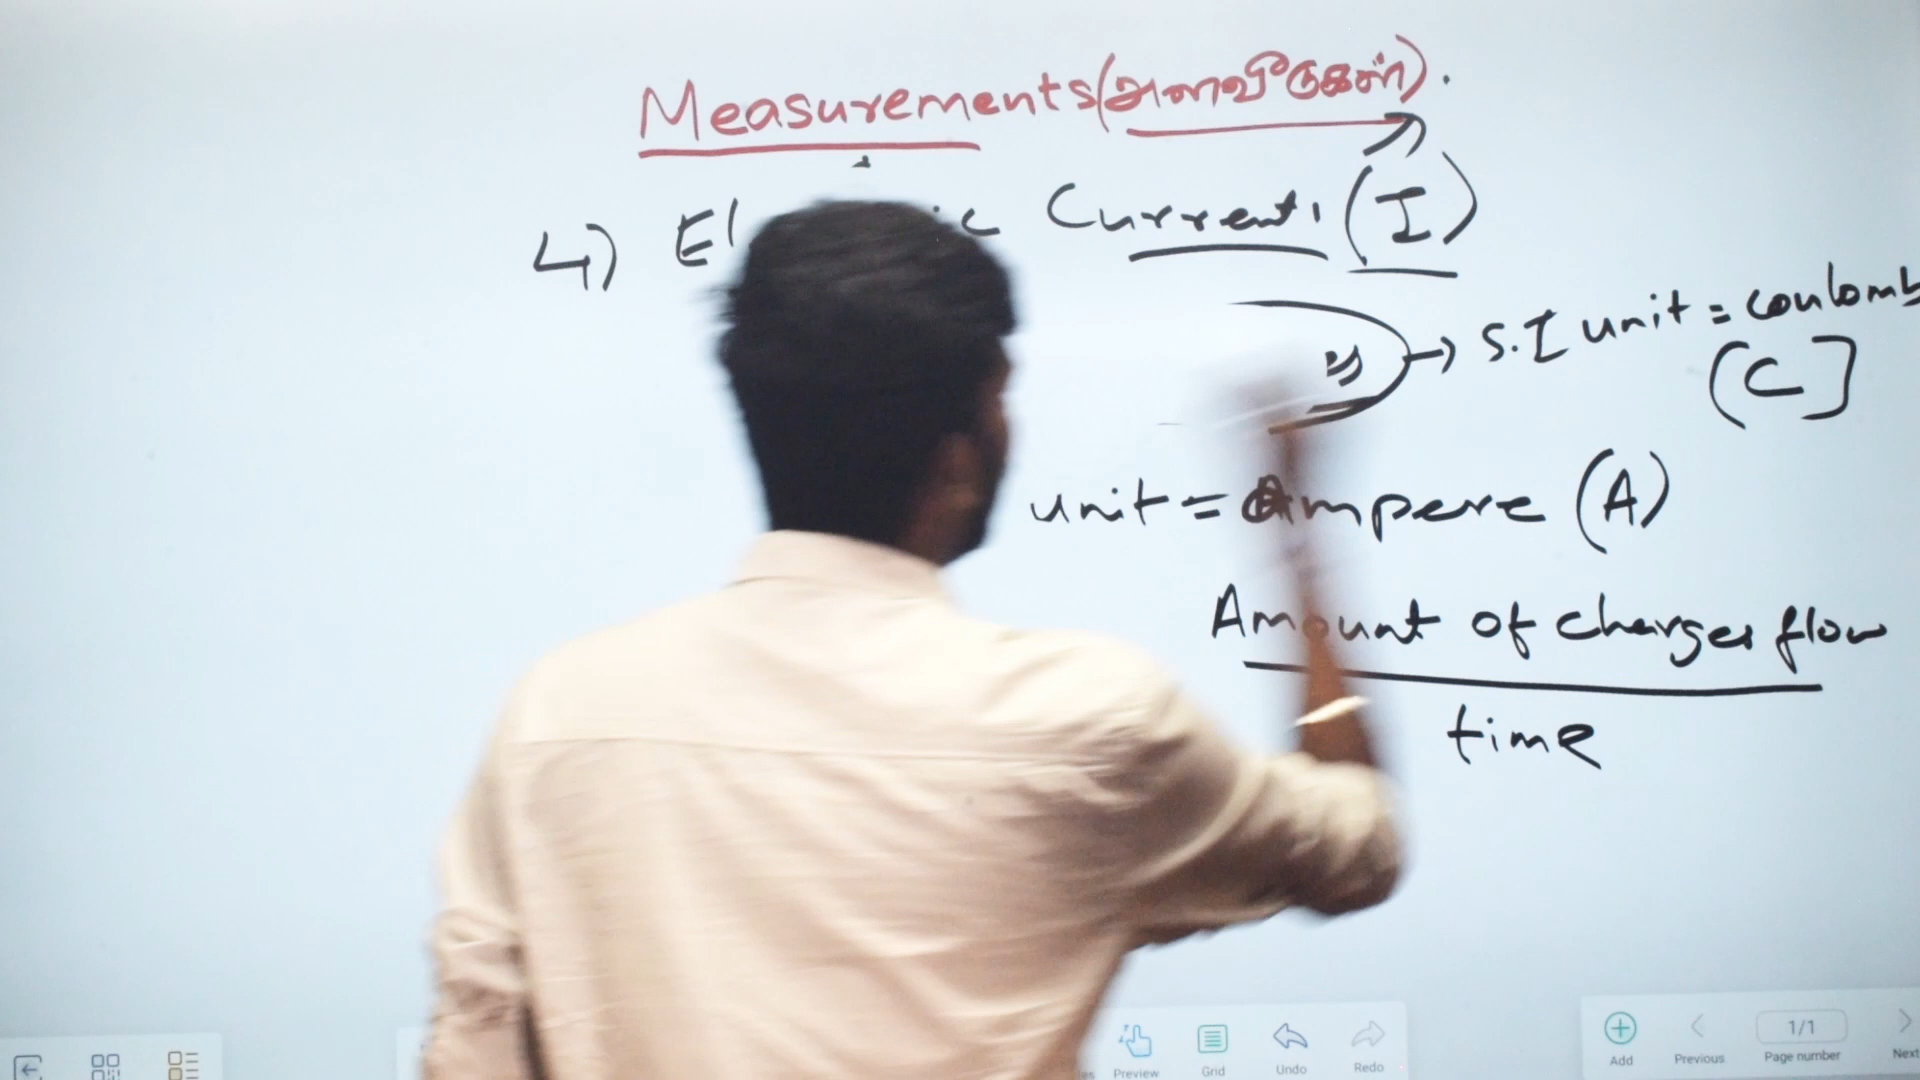 Measurements (அளவீடுகள்).
4) El ic Current (I)
→ S.I unit = coulomb
(C]
unit = Ampere (A)
Amount of charges flow
time
Preview
Grid
Undo
Redo
Add
Previous
1/1
Page number
Next